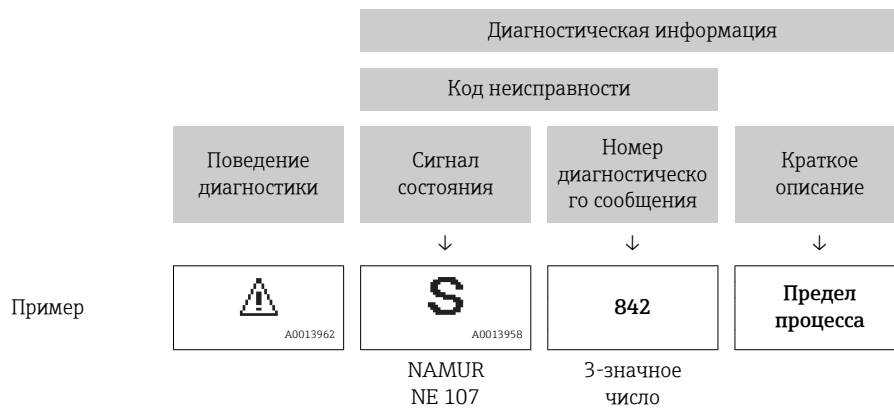 Диагностическая информация
Код неисправности
Поведение
диагностики
Сигнал
состояния
Номер
диагностическо
го сообщения
Краткое
описание
↓ ↓ ↓
Пример
A0013962
S
A0013958
842
Предел
процесса
NAMUR
NE 107
3-значное
число